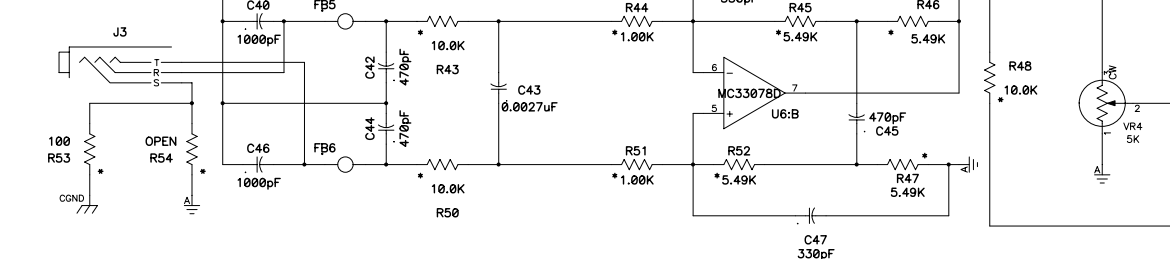 C40
FB5
330pF
R46
J3
1000pF
R44
R45
*
10.0K
*
1.00K
*
5.49K
*
5.49K
T
R
S
C42
470pF
R43
6
-
MC33078D
7
R48
10.0K
*
3
CW
C43
0.0027uF
5
+
U6:B
2
C44
470pF
470pF
C45
VR4
5K
1
100
R53
OPEN
R54
C46
FB6
R51
R52
*
A
*
*
1000pF
*
10.0K
*
1.00K
*
5.49K
R47
5.49K
A
CGND
A
R50
C47
330pF